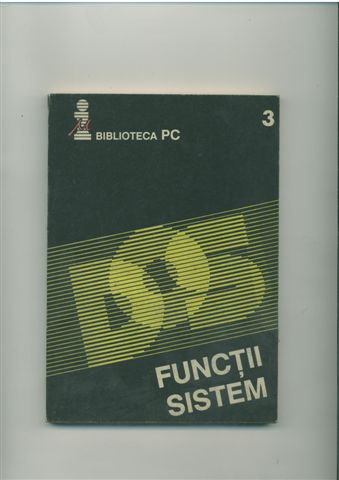 BIBLIOTECA PC
3
DOS
FUNCȚII
SISTEM